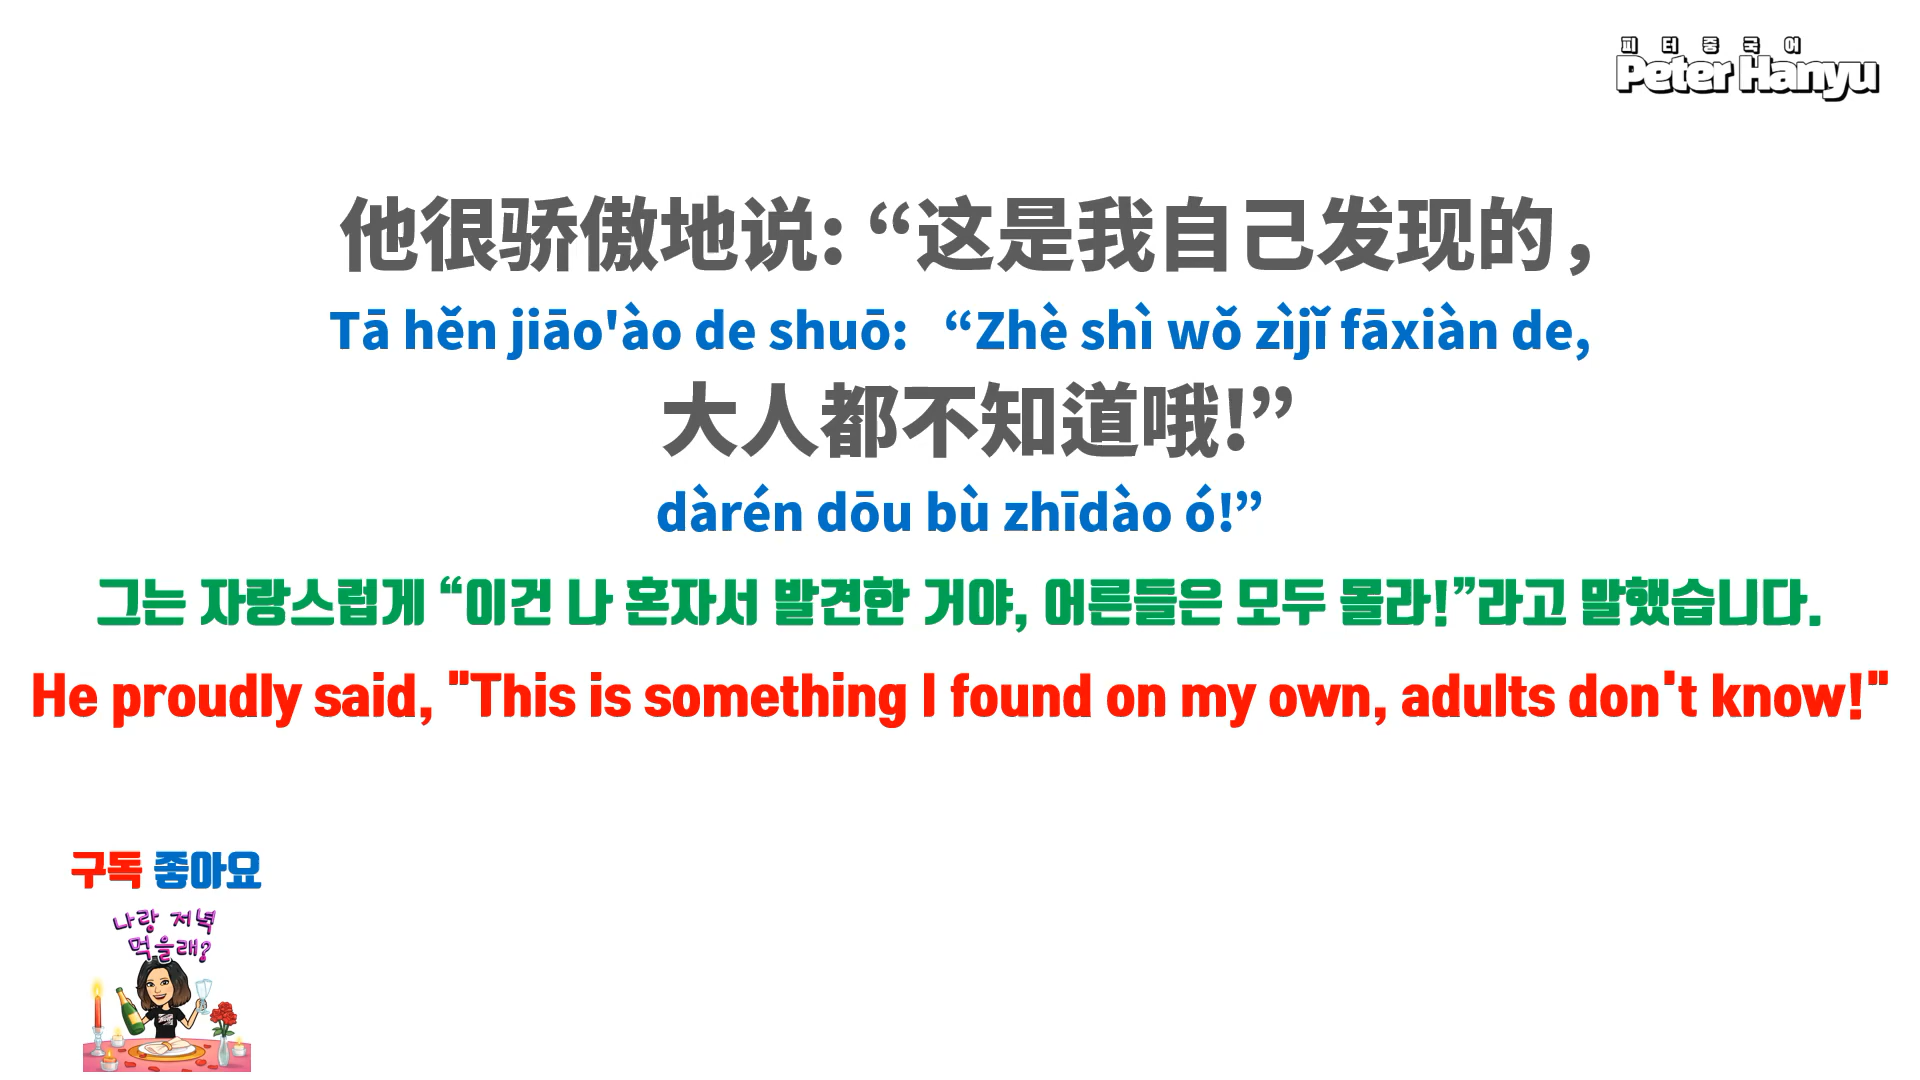 피터중국어
Peter Hanyu
他很骄傲地说: “这是我自己发现的，
Tā hěn jiāo'ào de shuō: “Zhè shì wǒ zìjǐ fāxiàn de,
大人都不知道哦!”
dàrén dōu bù zhīdào ó!”
그는 자랑스럽게 “이건 나 혼자서 발견한 거야, 어른들은 모두 몰라!”라고 말했습니다.
He proudly said, "This is something I found on my own, adults don't know!"
구독 좋아요
나랑 저녁
먹을래?